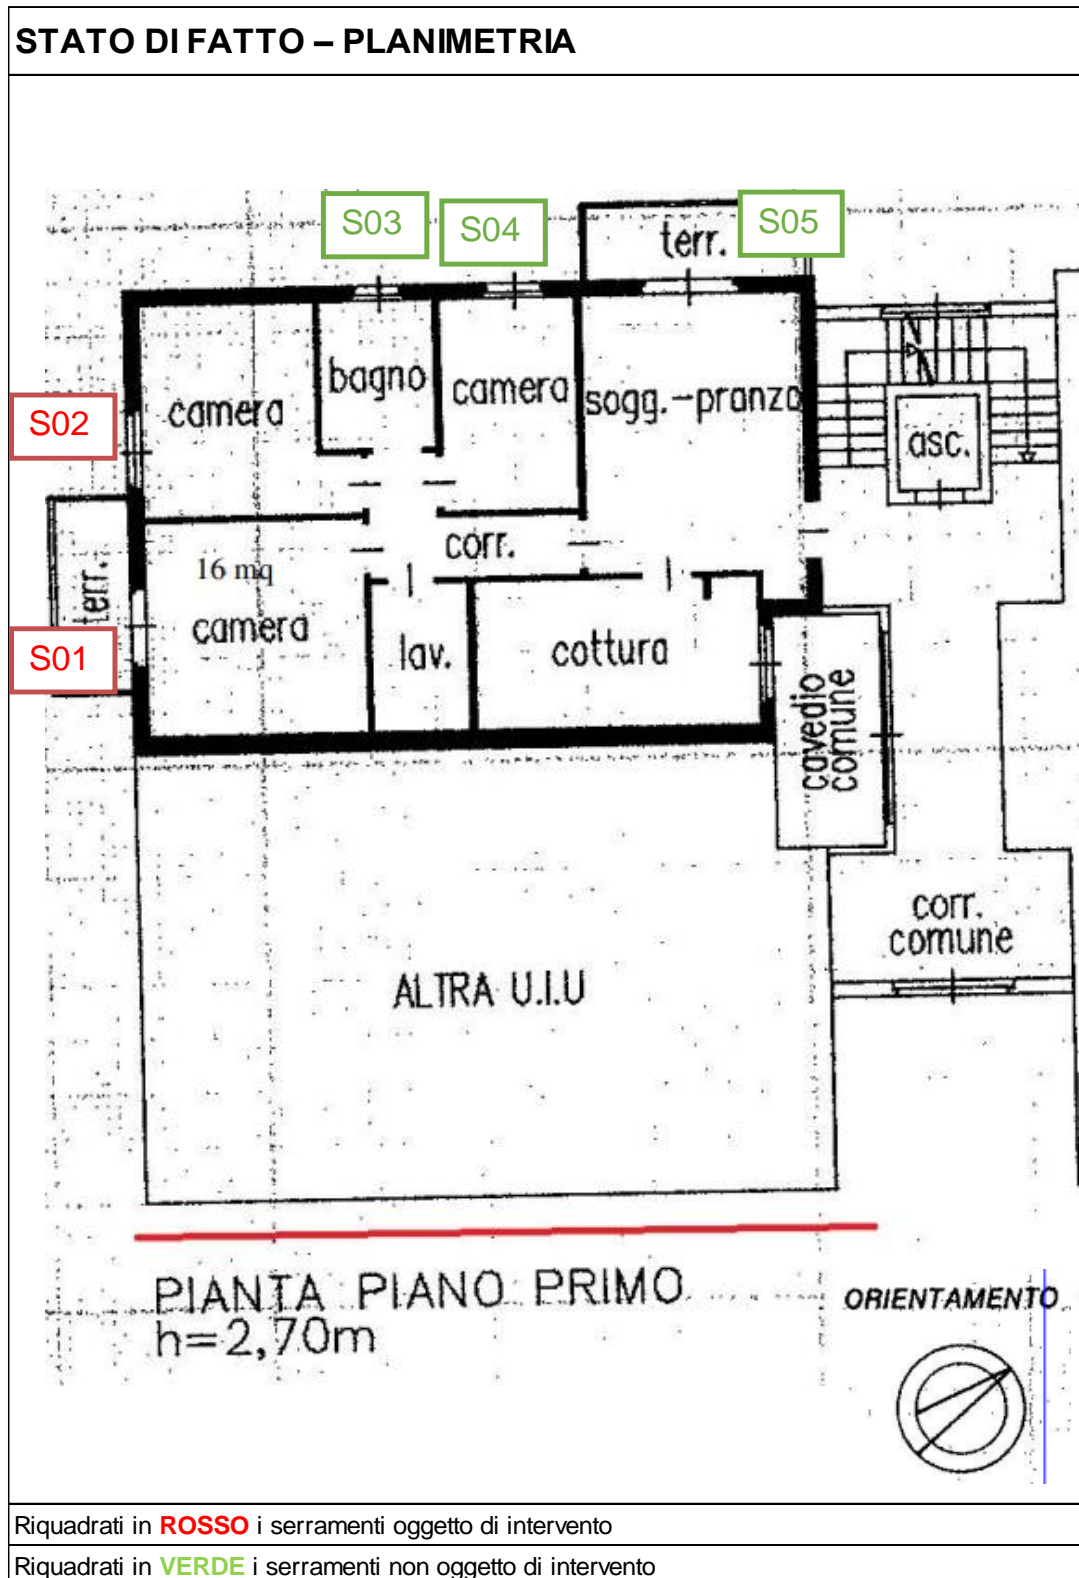 STATO DI FATTO – PLANIMETRIA
S03
S04
S05
terr.
bagno
camera
camera
sogg.-pranzo
S02
asc.
corr.
16 mq
terr.
camera
lav.
cottura
S01
cavedio
comune
corr.
comune
ALTRA U.I.U
PIANTA PIANO PRIMO
h=2,70m
ORIENTAMENTO
Riquadrati in ROSSO i serramenti oggetto di intervento
Riquadrati in VERDE i serramenti non oggetto di intervento